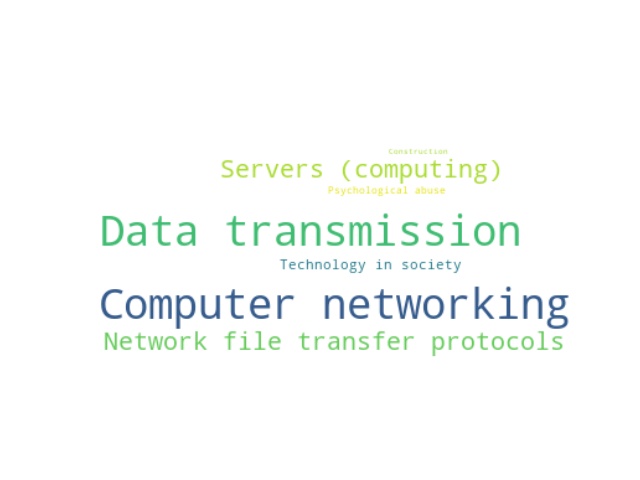 Construction
Servers (computing)
Psychological abuse
Data transmission
Technology in society
Computer networking
Network file transfer protocols